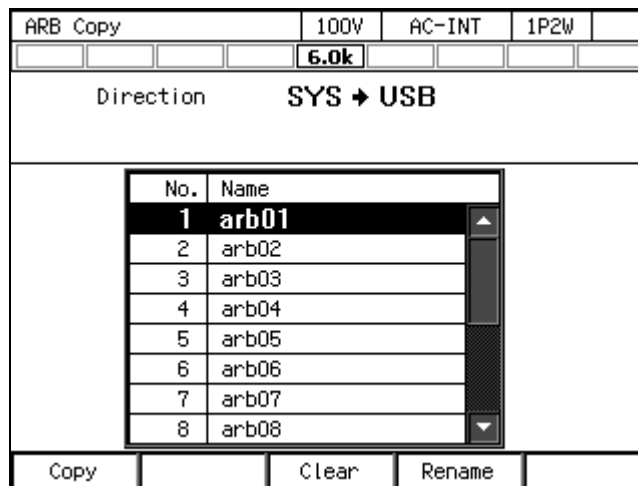 ARB Copy 100V AC-INT 1P2W
6.0k
Direction SYS → USB
No. Name
1 arb01
2 arb02
3 arb03
4 arb04
5 arb05
6 arb06
7 arb07
8 arb08
Copy Clear Rename